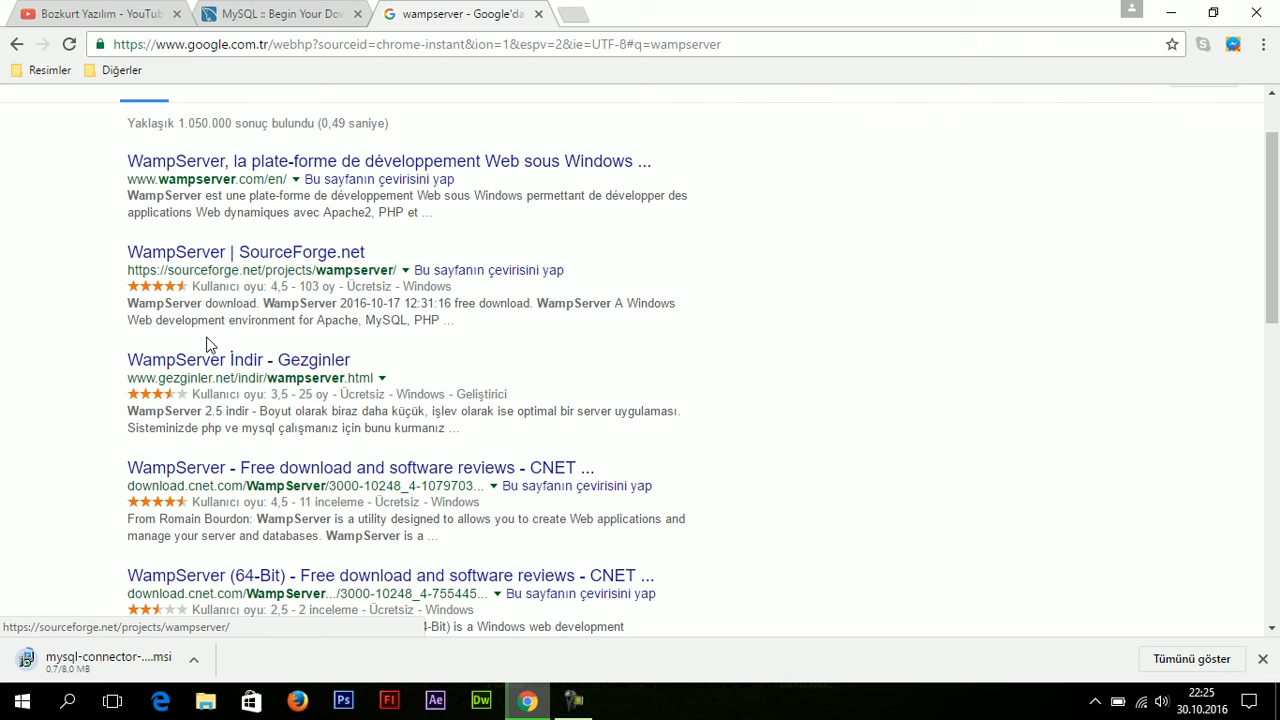 Bozkurt Yazılım - YouTub
MySQL :: Begin Your Dow
wampserver - Google'da
https://www.google.com.tr/webhp?sourceid=chrome-instant&ion=1&espv=2&ie=UTF-8#q=wampserver
Resimler
Diğerler
Yaklaşık 1.050.000 sonuç bulundu (0,49 saniye)
WampServer, la plate-forme de développement Web sous Windows ...
www.wampserver.com/en/ Bu sayfanın çevirisini yap
WampServer est une plate-forme de développement Web sous Windows permettant de développer des
applications Web dynamiques avec Apache2, PHP et ...
WampServer | SourceForge.net
https://sourceforge.net/projects/wampserver/ Bu sayfanın çevirisini yap
Kullanıcı oyu: 4,5 - 103 oy - Ücretsiz - Windows
WampServer download. WampServer 2016-10-17 12:31:16 free download. WampServer A Windows
Web development environment for Apache, MySQL, PHP ...
WampServer İndir - Gezginler
www.gezginler.net/indir/wampserver.html
Kullanıcı oyu: 3,5 - 25 oy - Ücretsiz - Windows - Geliştirici
WampServer 2.5 indir - Boyut olarak biraz daha küçük, işlev olarak ise optimal bir server uygulaması.
Sisteminizde php ve mysql çalışmanız için bunu kurmanız ...
WampServer - Free download and software reviews - CNET ...
download.cnet.com/WampServer/3000-10248_4-1079703... Bu sayfanın çevirisini yap
Kullanıcı oyu: 4,5 - 11 inceleme - Ücretsiz - Windows
From Romain Bourdon: WampServer is a utility designed to allows you to create Web applications and
manage your server and databases. WampServer is a ...
WampServer (64-Bit) - Free download and software reviews - CNET ...
download.cnet.com/WampServer.../3000-10248_4-755445... Bu sayfanın çevirisini yap
Kullanıcı oyu: 2,5 - 2 inceleme - Ücretsiz - Windows
4-Bit) is a Windows web development
https://sourceforge.net/projects/wampserver/
mysql-connector-....msi
0,7/8,0 MB
Tümünü göster
Ps
Fl
Ae
Dw
22:25
30.10.2016